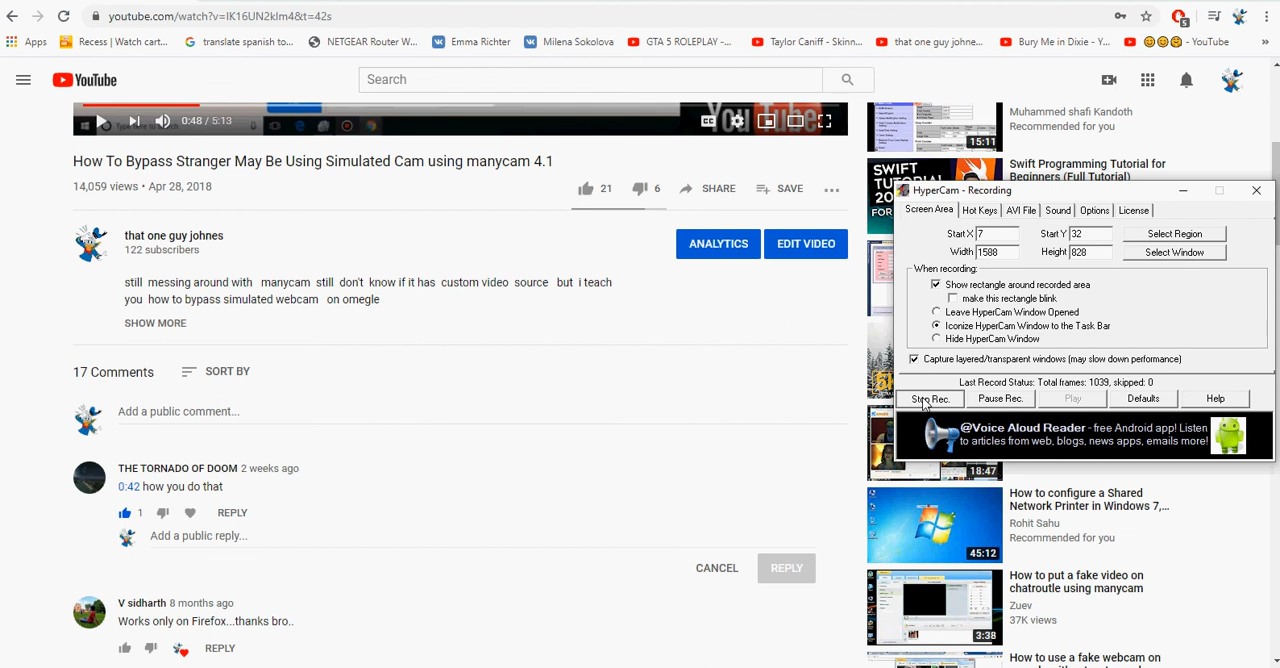 youtube.com/watch?v=IK16UN2kIm4&t=42s
5
Apps Recess | Watch cart... translate spanish to... NETGEAR Router W... Emma Richter Milena Sokolova GTA 5 ROLEPLAY -... Taylor Caniff - Skinn... that one guy johne... Bury Me in Dixie - Y... 😄😄😄 - YouTube »
YouTube
Search
0:48 / 3:13
How To Bypass Your Cam May Be Using Simulated Cam using manycam 4.1
14,059 views • Apr 28, 2018
21 6 SHARE SAVE
that one guy johnes
122 subscribers
ANALYTICS EDIT VIDEO
still messing around with manycam still don't know if it has custom video source but i teach
you how to bypass simulated webcam on omegle
SHOW MORE
17 Comments SORT BY
Add a public comment...
THE TORNADO OF DOOM 2 weeks ago
0:42
1 REPLY
Add a public reply...
CANCEL REPLY
sidharth months ago
Works only on Firefox...thanks bro
REPLY
Muhammed shafi Kandoth
Recommended for you
15:11
Swift Programming Tutorial for
Beginners (Full Tutorial)
SWIFT
TUTORIAL
HyperCam - Recording
Screen Area Hot Keys AVI File Sound Options License
Start X 7 Start Y 32 Select Region
Width 1588 Height 828 Select Window
When recording:
Show rectangle around recorded area
make this rectangle blink
Leave HyperCam Window Opened
Iconize HyperCam Window to the Task Bar
Hide HyperCam Window
Capture layered/transparent windows (may slow down performance)
Last Record Status: Total frames: 1039, skipped: 0
Stop Rec. Pause Rec. Play Defaults Help
@Voice Aloud Reader - free Android app! Listen
to articles from web, blogs, news apps, emails more!
18:47
How to configure a Shared
Network Printer in Windows 7,...
Rohit Sahu
Recommended for you
45:12
How to put a fake video on
chatroulette using manycam
Zuev
37K views
3:38
How to use a fake webcam on